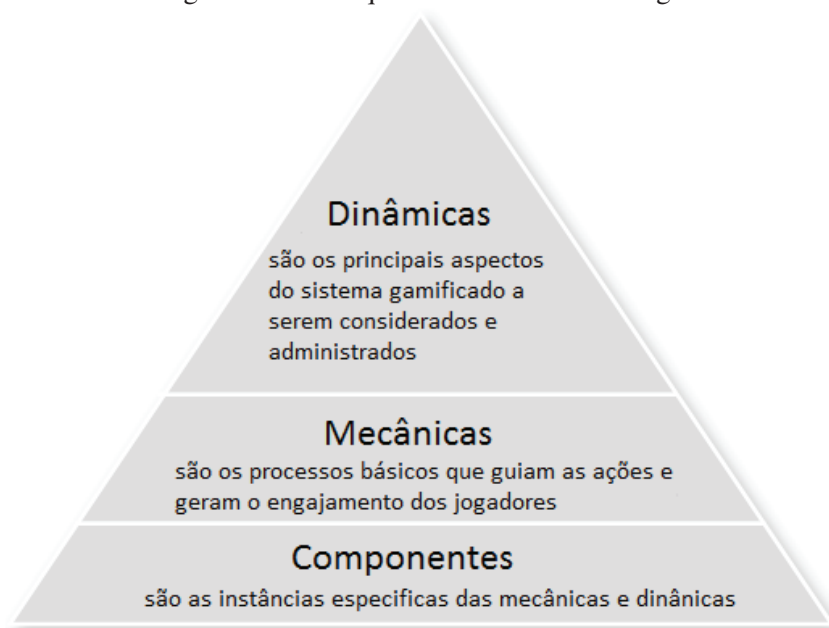 Dinâmicas
são os principais aspectos
do sistema gamificado a
serem considerados e
administrados
Mecânicas
são os processos básicos que guiam as ações e
geram o engajamento dos jogadores
Componentes
são as instâncias especificas das mecânicas e dinânicas